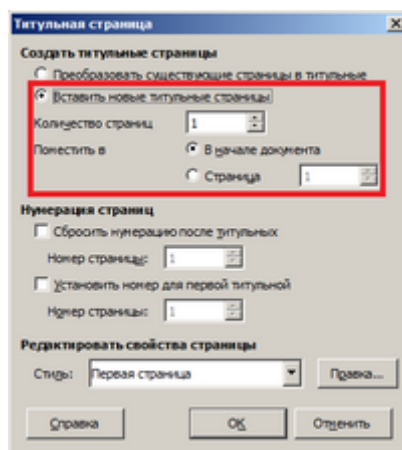 Титульная страница
Создать титульные страницы
Преобразовать существующие страницы в титульные
Вставить новые титульные страницы
Количество страниц 1
Поместить в В начале документа
Страница 1
Нумерация страниц
Сбросить нумерацию после титульных
Номер страницы: 1
Установить номер для первой титульной
Номер страницы: 1
Редактировать свойства страницы
Стиль: Первая страница Правка...
Справка ОК Отменить